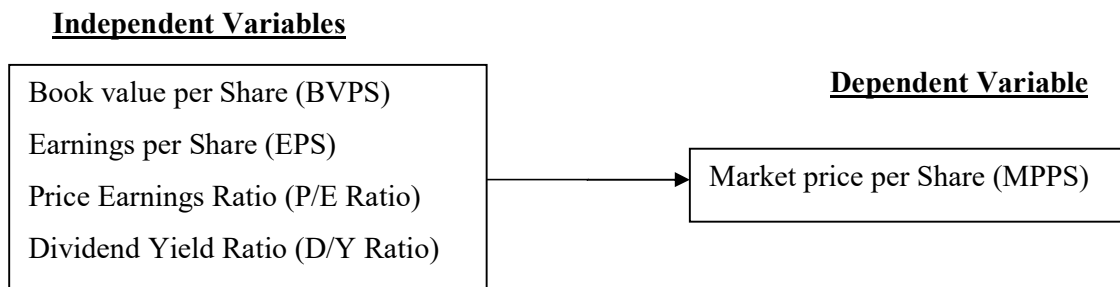 Independent Variables
Book value per Share (BVPS)
Earnings per Share (EPS)
Price Earnings Ratio (P/E Ratio)
Dividend Yield Ratio (D/Y Ratio)
Dependent Variable
Market price per Share (MPPS)